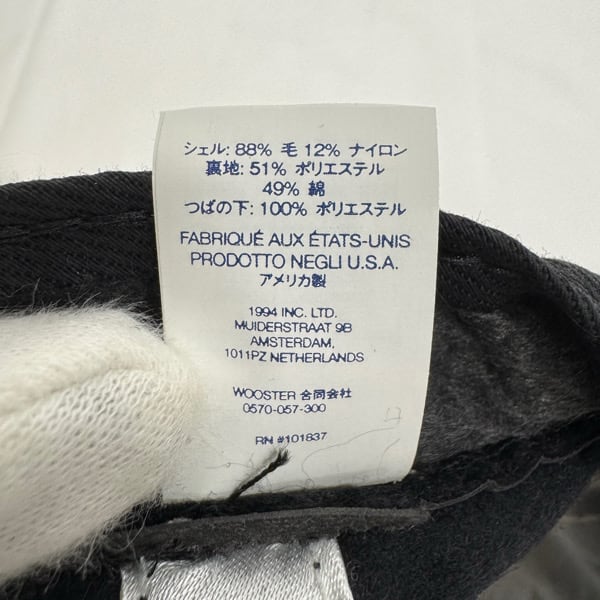 シェル: 88% 毛 12% ナイロン
裏地: 51% ポリエステル
49% 綿
つばの下: 100% ポリエステル
FABRIQUÉ AUX ÉTATS-UNIS
PRODOTTO NEGLI U.S.A.
アメリカ製
1994 INC. LTD.
MUIDERSTRAAT 9B
AMSTERDAM,
1011PZ NETHERLANDS
WOOSTER 合同会社
0570-057-300
RN #101837